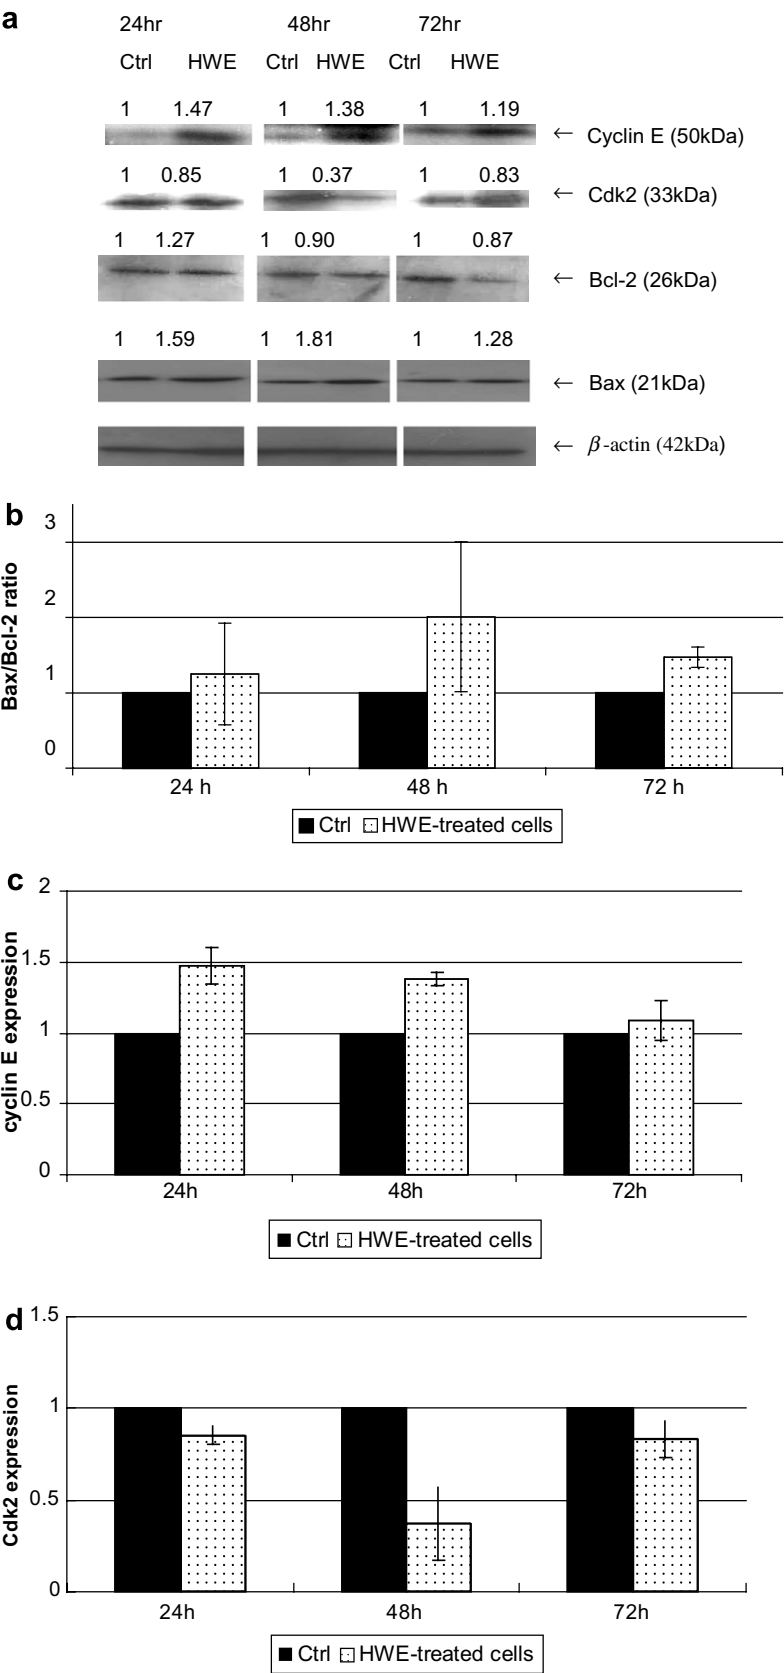 a
24hr 48hr 72hr
Ctrl HWE Ctrl HWE Ctrl HWE
1 1.47 1 1.38 1 1.19
← Cyclin E (50kDa)
1 0.85 1 0.37 1 0.83
← Cdk2 (33kDa)
1 1.27 1 0.90 1 0.87
← Bcl-2 (26kDa)
1 1.59 1 1.81 1 1.28
← Bax (21kDa)
← β-actin (42kDa)
b
Bax/Bcl-2 ratio
3
2
1
0
24 h 48 h 72 h
Ctrl HWE-treated cells
c
cyclin E expression
2
1.5
1
0.5
0
24h 48h 72h
Ctrl HWE-treated cells
d
Cdk2 expression
1.5
1
0.5
0
24h 48h 72h
Ctrl HWE-treated cells